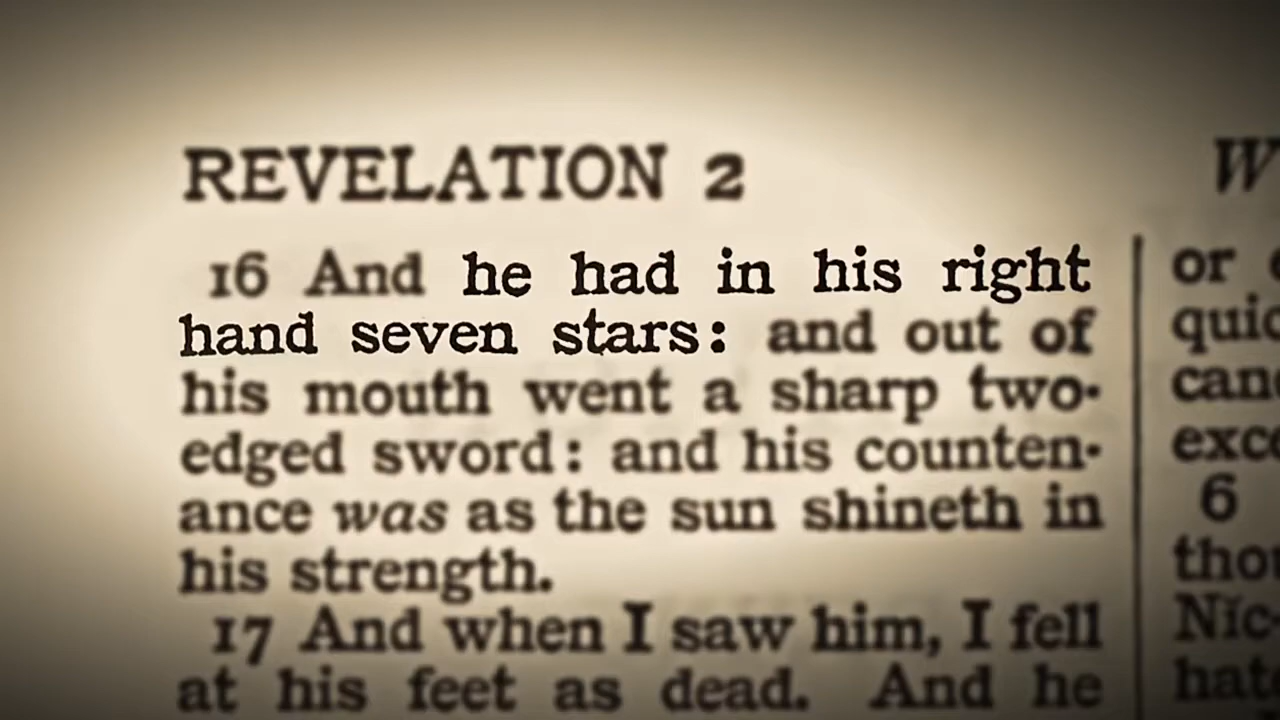 REVELATION 2
16 And he had in his right
hand seven stars: and out of
his mouth went a sharp two-
edged sword: and his counten-
ance was as the sun shineth in
his strength.
17 And when I saw him, I fell
at his feet as dead. And he
or
6